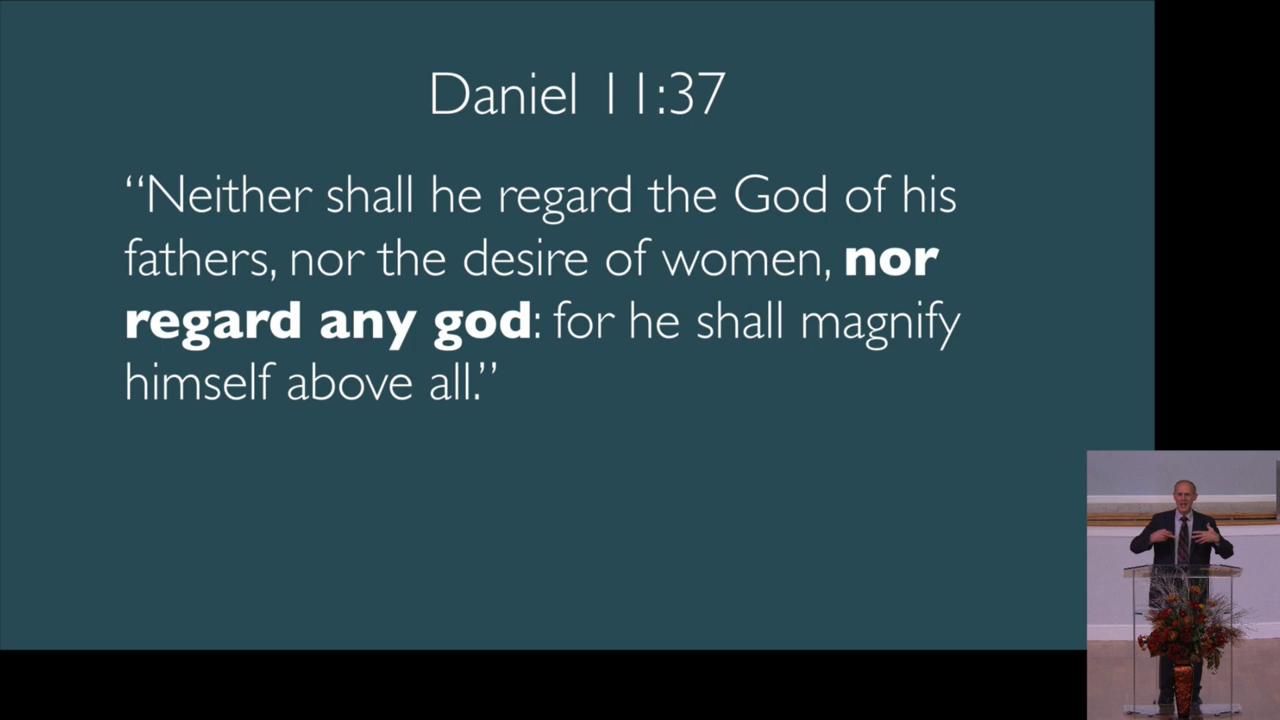 Daniel 11:37
“Neither shall he regard the God of his
fathers, nor the desire of women, nor
regard any god: for he shall magnify
himself above all.”